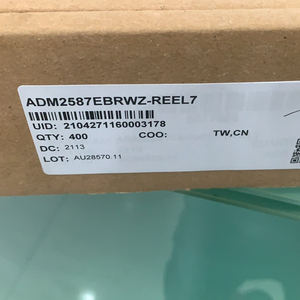 ADM2587EBRWZ-REEL7
UID: 2104271160003178
QTY: 400 COO: TW,CN
DC: 2113
LOT: AU28570.11